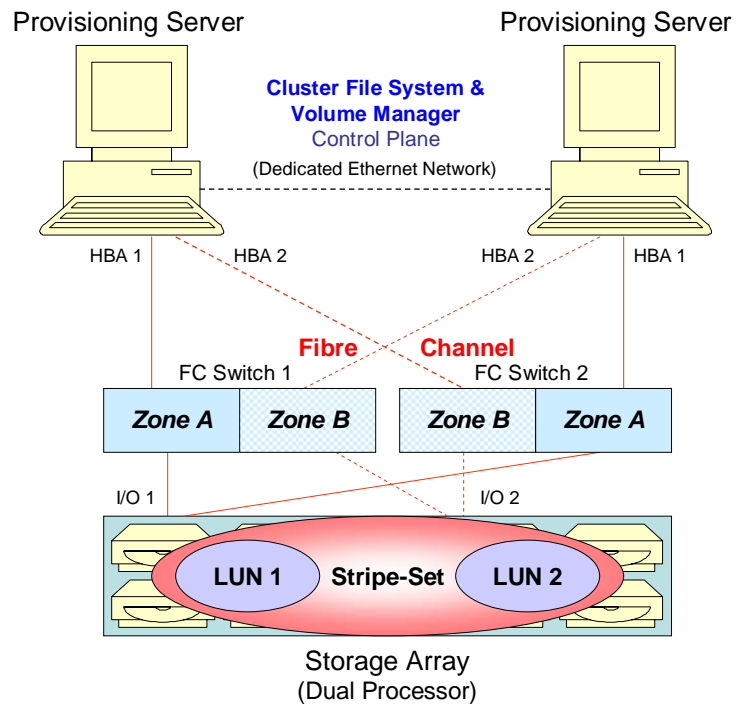 Provisioning Server
Provisioning Server
Cluster File System &
Volume Manager
Control Plane
(Dedicated Ethernet Network)
HBA 1
HBA 2
HBA 2
HBA 1
Fibre
Channel
FC Switch 1
FC Switch 2
Zone A
Zone B
Zone B
Zone A
I/O 1
I/O 2
LUN 1
Stripe-Set
LUN 2
Storage Array
(Dual Processor)